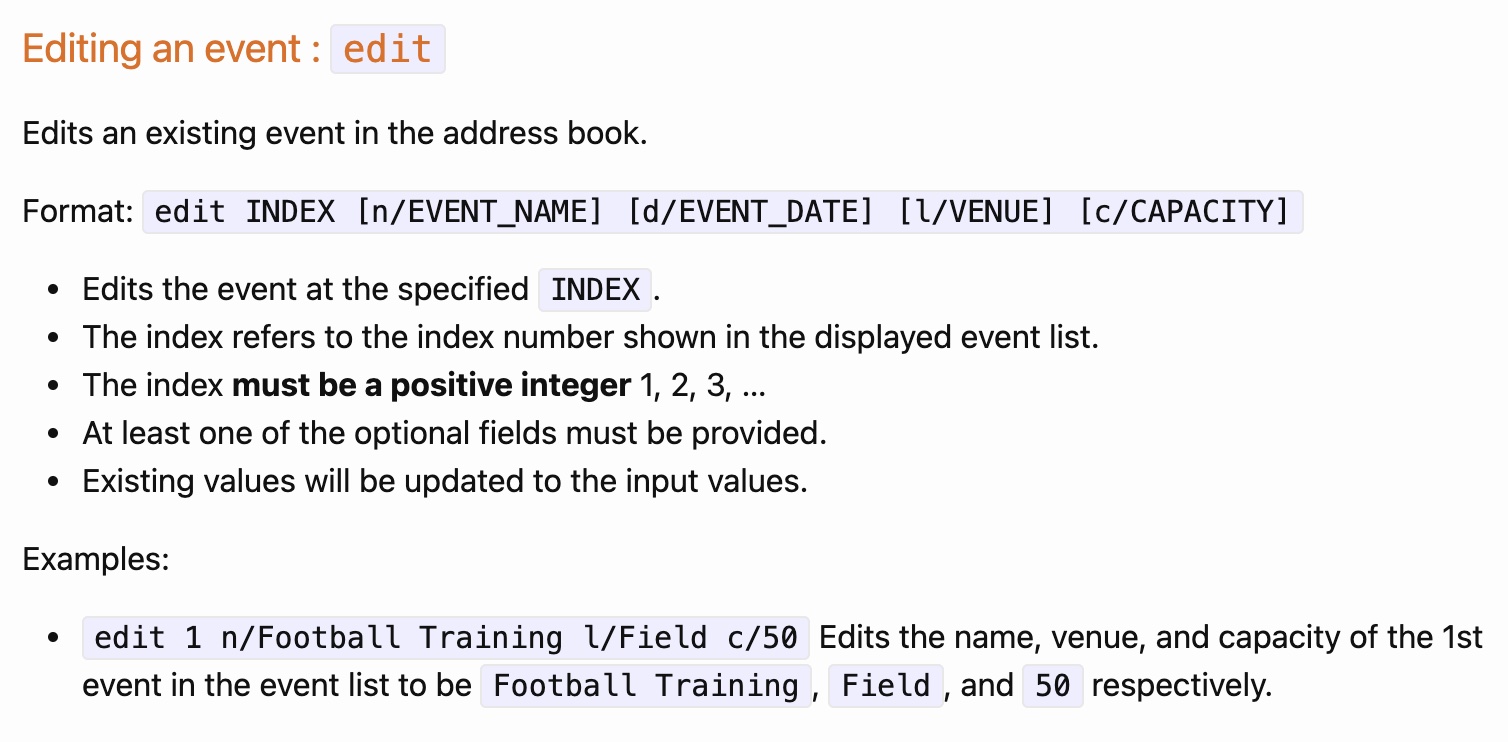 Editing an event : edit
Edits an existing event in the address book.
Format: edit INDEX [n/EVENT_NAME] [d/EVENT_DATE] [l/VENUE] [c/CAPACITY]
• Edits the event at the specified INDEX.
• The index refers to the index number shown in the displayed event list.
• The index must be a positive integer 1, 2, 3, …
• At least one of the optional fields must be provided.
• Existing values will be updated to the input values.
Examples:
• edit 1 n/Football Training l/Field c/50 Edits the name, venue, and capacity of the 1st
event in the event list to be Football Training, Field, and 50 respectively.